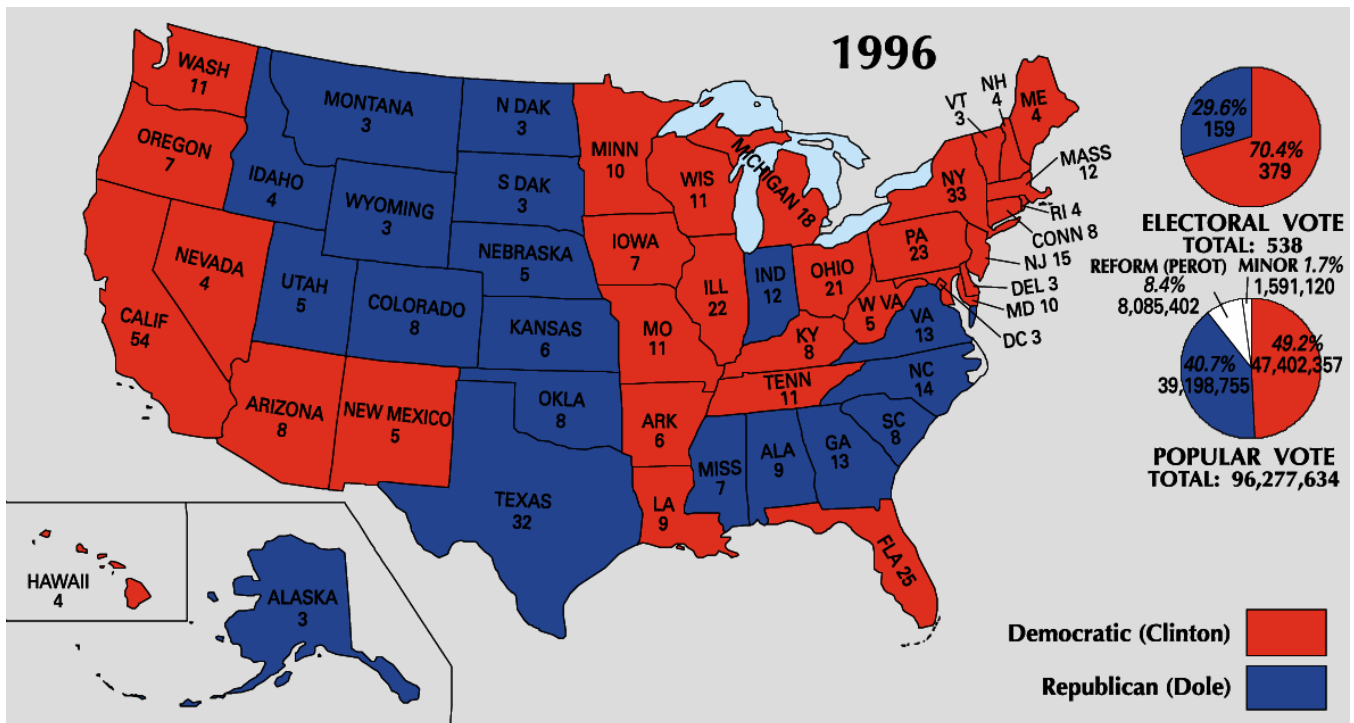 1996
WASH
11
OREGON
7
CALIF
54
NEVADA
4
IDAHO
4
MONTANA
3
WYOMING
3
UTAH
5
COLORADO
8
ARIZONA
8
NEW MEXICO
5
N DAK
3
S DAK
3
NEBRASKA
5
KANSAS
6
OKLA
8
TEXAS
32
MINN
10
IOWA
7
MO
11
ARK
6
LA
9
WIS
11
ILL
22
MICHIGAN 18
IND
12
OHIO
21
KY
8
TENN
11
MISS
7
ALA
9
GA
13
FLA 25
SC
8
NC
14
VA
13
W VA
5
PA
23
NY
33
VT
3
NH
4
ME
4
MASS
12
RI 4
CONN 8
NJ 15
DEL 3
MD 10
DC 3
HAWAII
4
ALASKA
3
29.6%
159
70.4%
379
ELECTORAL VOTE
TOTAL: 538
REFORM (PEROT)
8.4%
8,085,402
MINOR 1.7%
1,591,120
40.7%
39,198,755
49.2%
47,402,357
POPULAR VOTE
TOTAL: 96,277,634
Democratic (Clinton)
Republican (Dole)